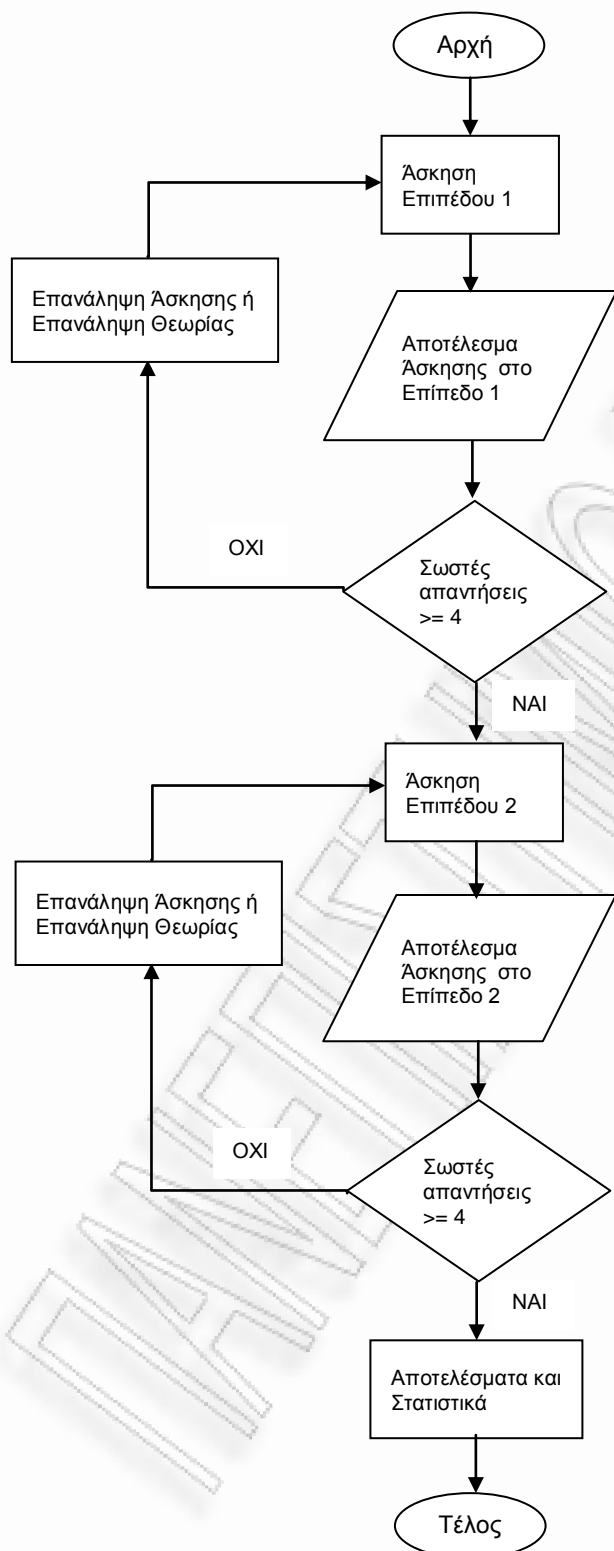 Αρχή
Άσκηση
Επιπέδου 1
Επανάληψη Άσκησης ή
Επανάληψη Θεωρίας
Αποτέλεσμα
Άσκησης στο
Επίπεδο 1
ΟΧΙ
Σωστές
απαντήσεις
>= 4
ΝΑΙ
Άσκηση
Επιπέδου 2
Επανάληψη Άσκησης ή
Επανάληψη Θεωρίας
Αποτέλεσμα
Άσκησης στο
Επίπεδο 2
ΟΧΙ
Σωστές
απαντήσεις
>= 4
ΝΑΙ
Αποτελέσματα και
Στατιστικά
Τέλος